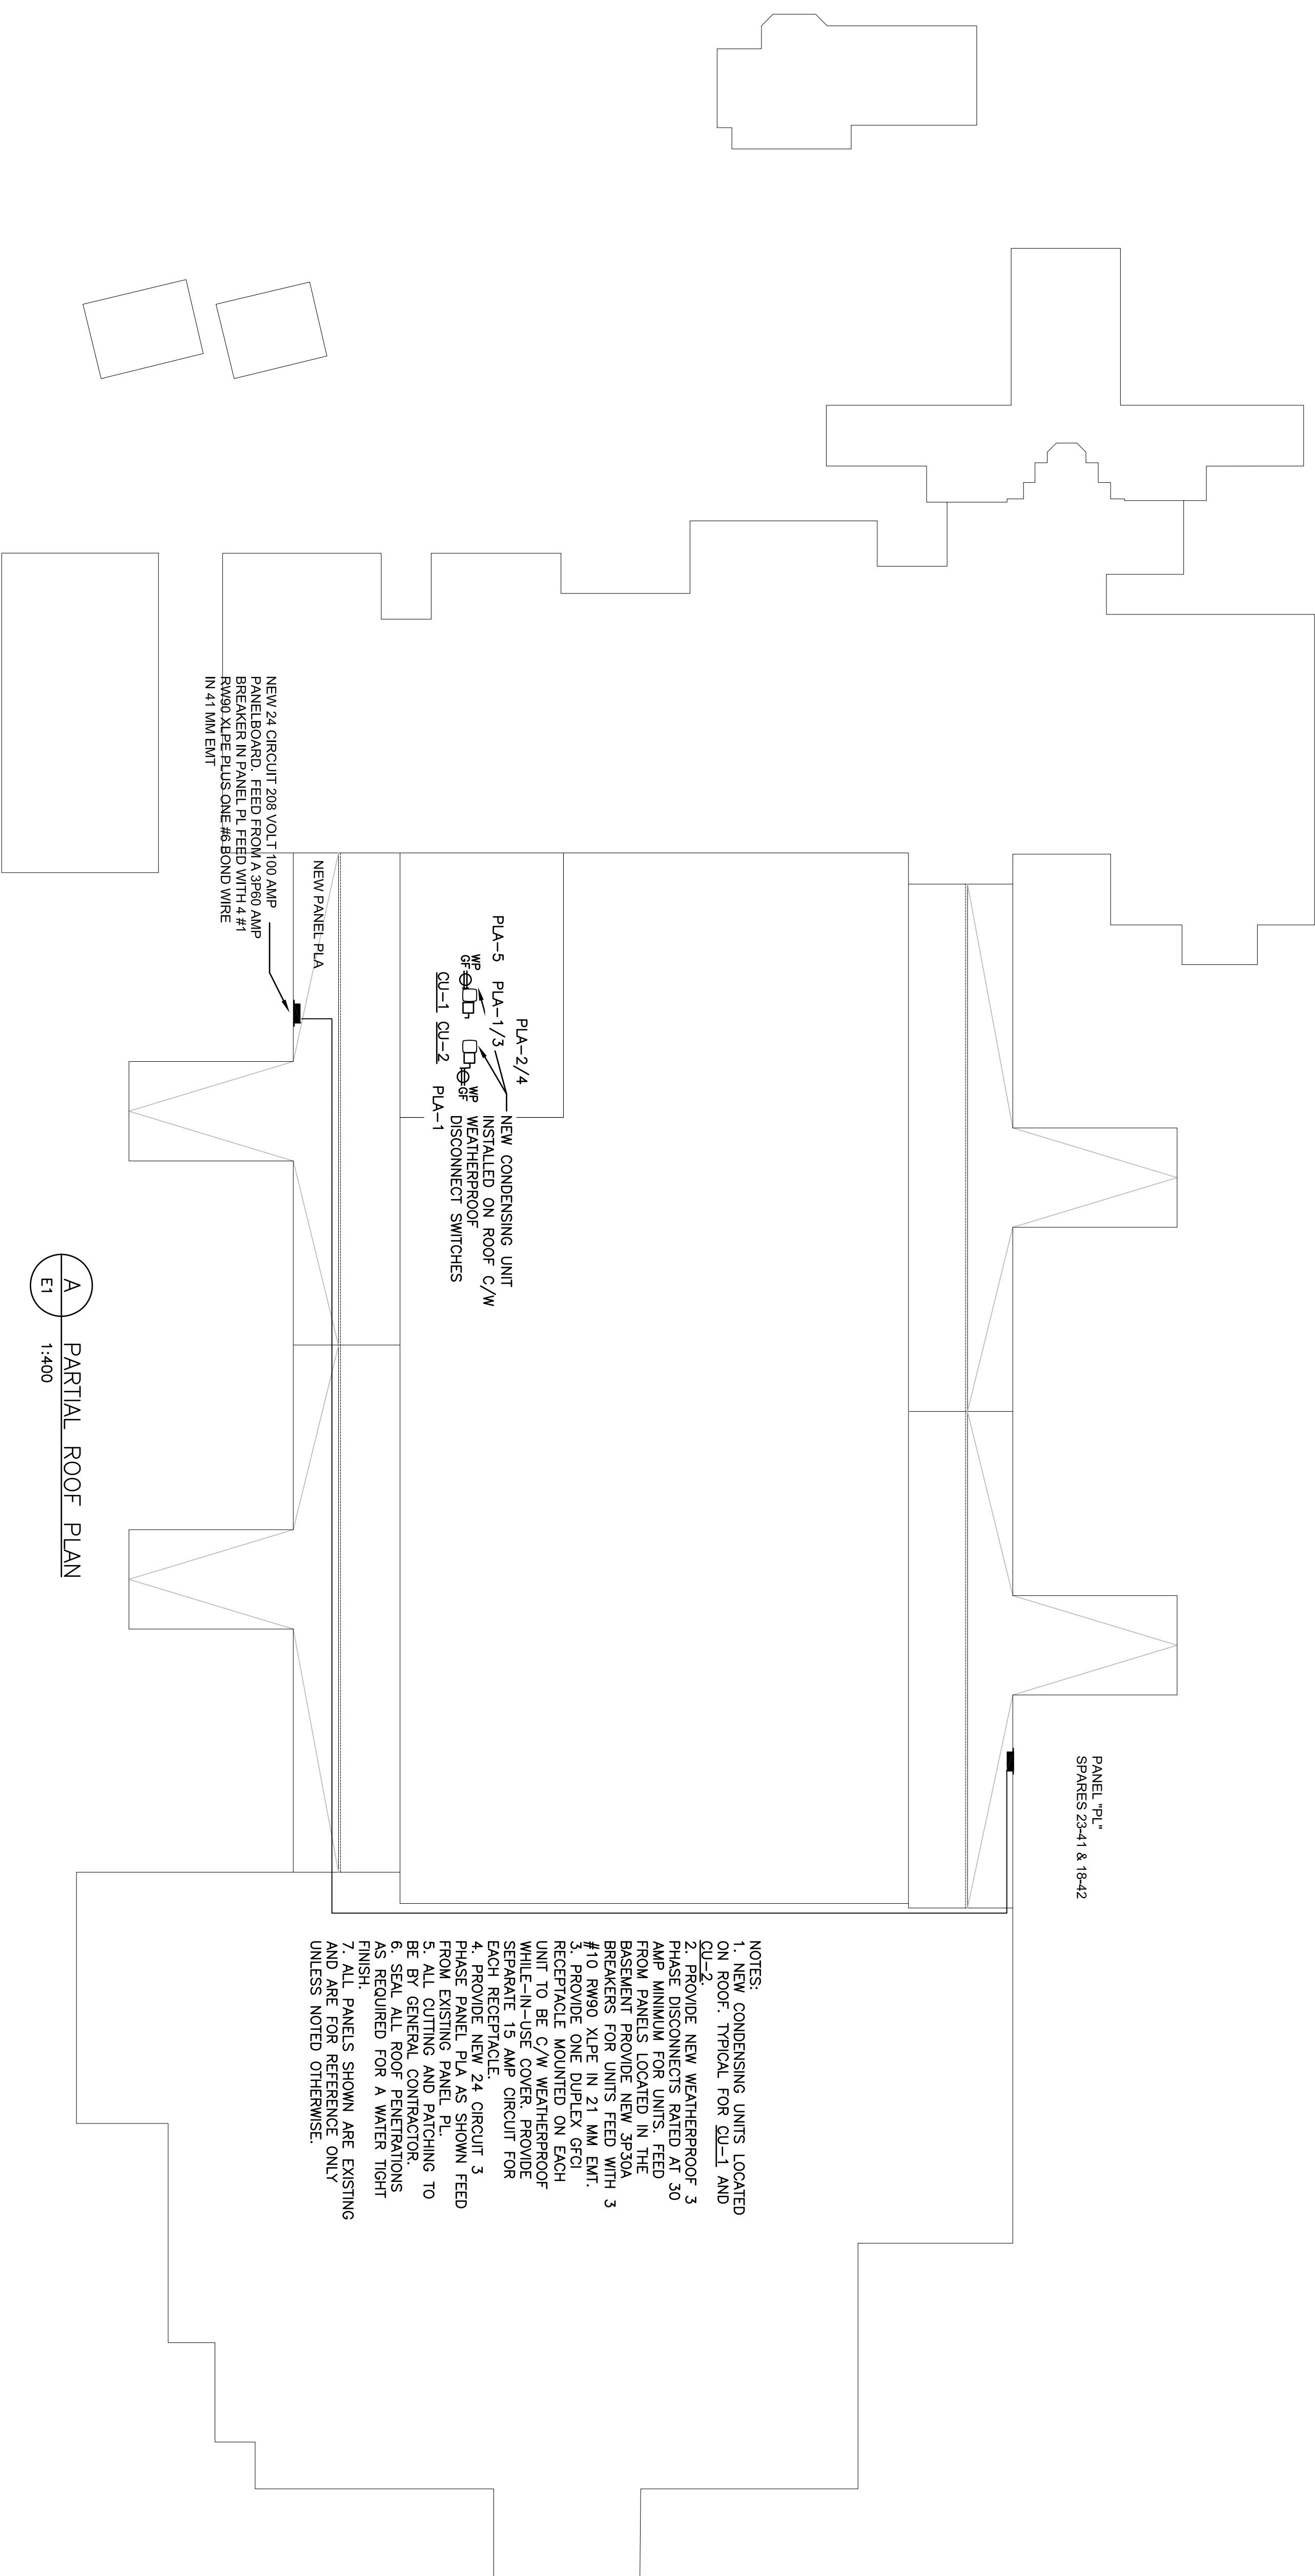 PANEL "PL"
SPARES 23-41 & 18-42
NOTES:
1. NEW CONDENSING UNITS LOCATED
ON ROOF. TYPICAL FOR CU-1 AND
CU-2.
2. PROVIDE NEW WEATHERPROOF 3
PHASE DISCONNECTS RATED AT 30
AMP MINIMUM FOR UNITS. FEED
FROM PANELS LOCATED IN THE
BASEMENT PROVIDE NEW 3P30A
BREAKERS FOR UNITS FEED WITH 3
#10 RW90 XLPE IN 21 MM EMT.
3. PROVIDE ONE DUPLEX GFCI
RECEPTACLE MOUNTED ON EACH
UNIT TO BE C/W WEATHERPROOF
WHILE-IN-USE COVER. PROVIDE
SEPARATE 15 AMP CIRCUIT FOR
EACH RECEPTACLE.
4. PROVIDE NEW 24 CIRCUIT 3
PHASE PANEL PLA AS SHOWN FEED
FROM EXISTING PANEL PL.
5. ALL CUTTING AND PATCHING TO
BE BY GENERAL CONTRACTOR.
6. SEAL ALL ROOF PENETRATIONS
AS REQUIRED FOR A WATER TIGHT
FINISH.
7. ALL PANELS SHOWN ARE EXISTING
AND ARE FOR REFERENCE ONLY
UNLESS NOTED OTHERWISE.
PLA-2/4
PLA-5 PLA-1/3
NEW CONDENSING UNIT
INSTALLED ON ROOF C/W
WEATHERPROOF
DISCONNECT SWITCHES
WP
GF
WP
GF
CU-1 CU-2
PLA-1
NEW PANEL PLA
NEW 24 CIRCUIT 208 VOLT 100 AMP
PANELBOARD. FEED FROM A 3P60 AMP
BREAKER IN PANEL PL FEED WITH 4 #1
RW90 XLPE PLUS ONE #6 BOND WIRE
IN 41 MM EMT
A
E1
PARTIAL ROOF PLAN
1:400